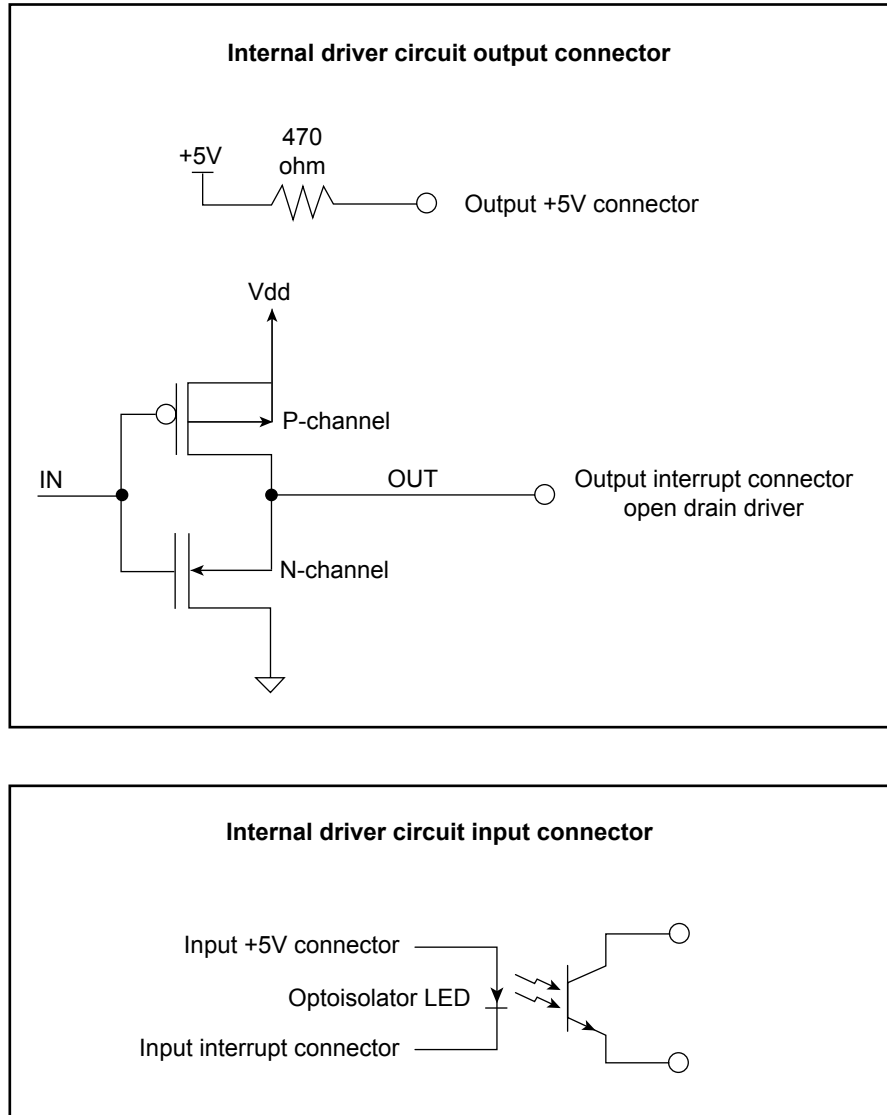 Internal driver circuit output connector
470
ohm
+5V
Output +5V connector
Vdd
P-channel
IN
OUT
Output interrupt connector
open drain driver
N-channel
Internal driver circuit input connector
Input +5V connector
Optoisolator LED
Input interrupt connector